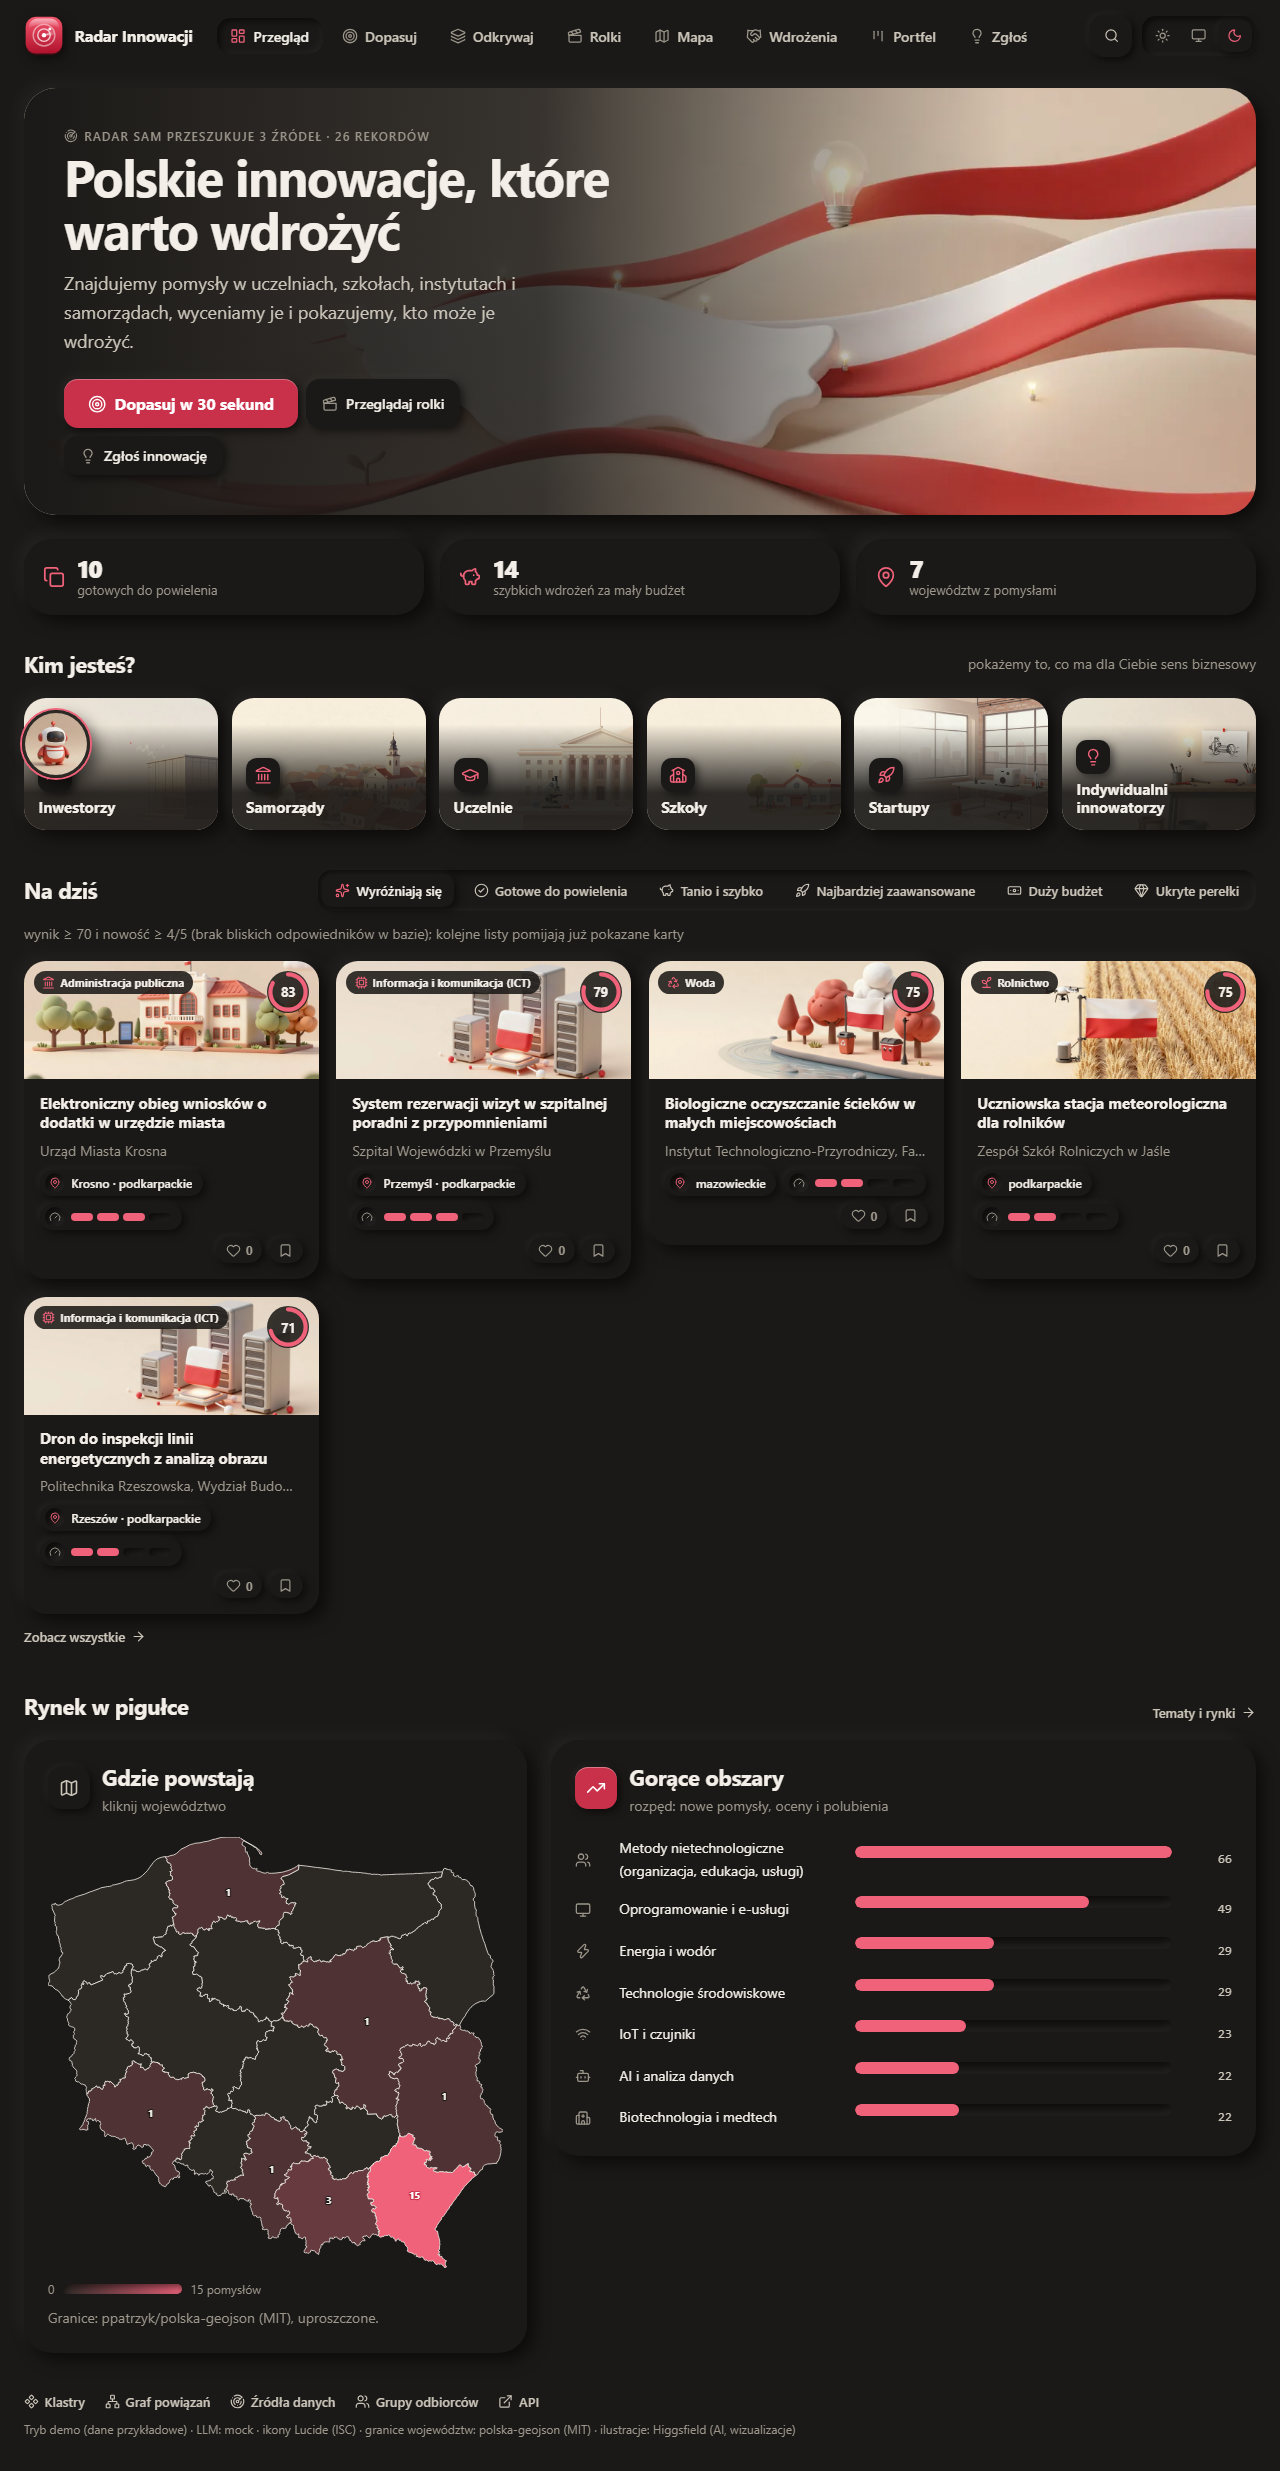 Radar Innowacji
Przegląd
Dopasuj
Odkrywaj
Rolki
Mapa
Wdrożenia
Portfel
Zgłoś
RADAR SAM PRZESZUKUJE 3 ŹRÓDEŁ · 26 REKORDÓW
Polskie innowacje, które
warto wdrożyć
Znajdujemy pomysły w uczelniach, szkołach, instytutach i
samorządach, wyceniamy je i pokazujemy, kto może je
wdrożyć.
Dopasuj w 30 sekund
Przeglądaj rolki
Zgłoś innowację
10
gotowych do powielenia
14
szybkich wdrożeń za mały budżet
7
województw z pomysłami
Kim jesteś?
pokażemy to, co ma dla Ciebie sens biznesowy
Inwestorzy
Samorządy
Uczelnie
Szkoły
Startupy
Indywidualni
innowatorzy
Na dziś
Wyróżniają się
Gotowe do powielenia
Tanio i szybko
Najbardziej zaawansowane
Duży budżet
Ukryte perełki
wynik ≥ 70 i nowość ≥ 4/5 (brak bliskich odpowiedników w bazie); kolejne listy pomijają już pokazane karty
Administracja publiczna
83
Elektroniczny obieg wniosków o
dodatki w urzędzie miasta
Urząd Miasta Krosna
Krosno · podkarpackie
0
Informacja i komunikacja (ICT)
79
System rezerwacji wizyt w szpitalnej
poradni z przypomnieniami
Szpital Wojewódzki w Przemyślu
Przemyśl · podkarpackie
0
Woda
75
Biologiczne oczyszczanie ścieków w
małych miejscowościach
Instytut Technologiczno-Przyrodniczy, Fa...
mazowieckie
0
Rolnictwo
75
Uczniowska stacja meteorologiczna
dla rolników
Zespół Szkół Rolniczych w Jaśle
podkarpackie
0
Informacja i komunikacja (ICT)
71
Dron do inspekcji linii
energetycznych z analizą obrazu
Politechnika Rzeszowska, Wydział Budo...
Rzeszów · podkarpackie
0
Zobacz wszystkie
Rynek w pigułce
Tematy i rynki
Gdzie powstają
kliknij województwo
1
1
1
1
1
3
15
0
15 pomysłów
Granice: ppatrzyk/polska-geojson (MIT), uproszczone.
Gorące obszary
rozpęd: nowe pomysły, oceny i polubienia
Metody nietechnologiczne
(organizacja, edukacja, usługi)
66
Oprogramowanie i e-usługi
49
Energia i wodór
29
Technologie środowiskowe
29
IoT i czujniki
23
AI i analiza danych
22
Biotechnologia i medtech
22
Klastry
Graf powiązań
Źródła danych
Grupy odbiorców
API
Tryb demo (dane przykładowe) · LLM: mock · ikony Lucide (ISC) · granice województw: polska-geojson (MIT) · ilustracje: Higgsfield (AI, wizualizacje)